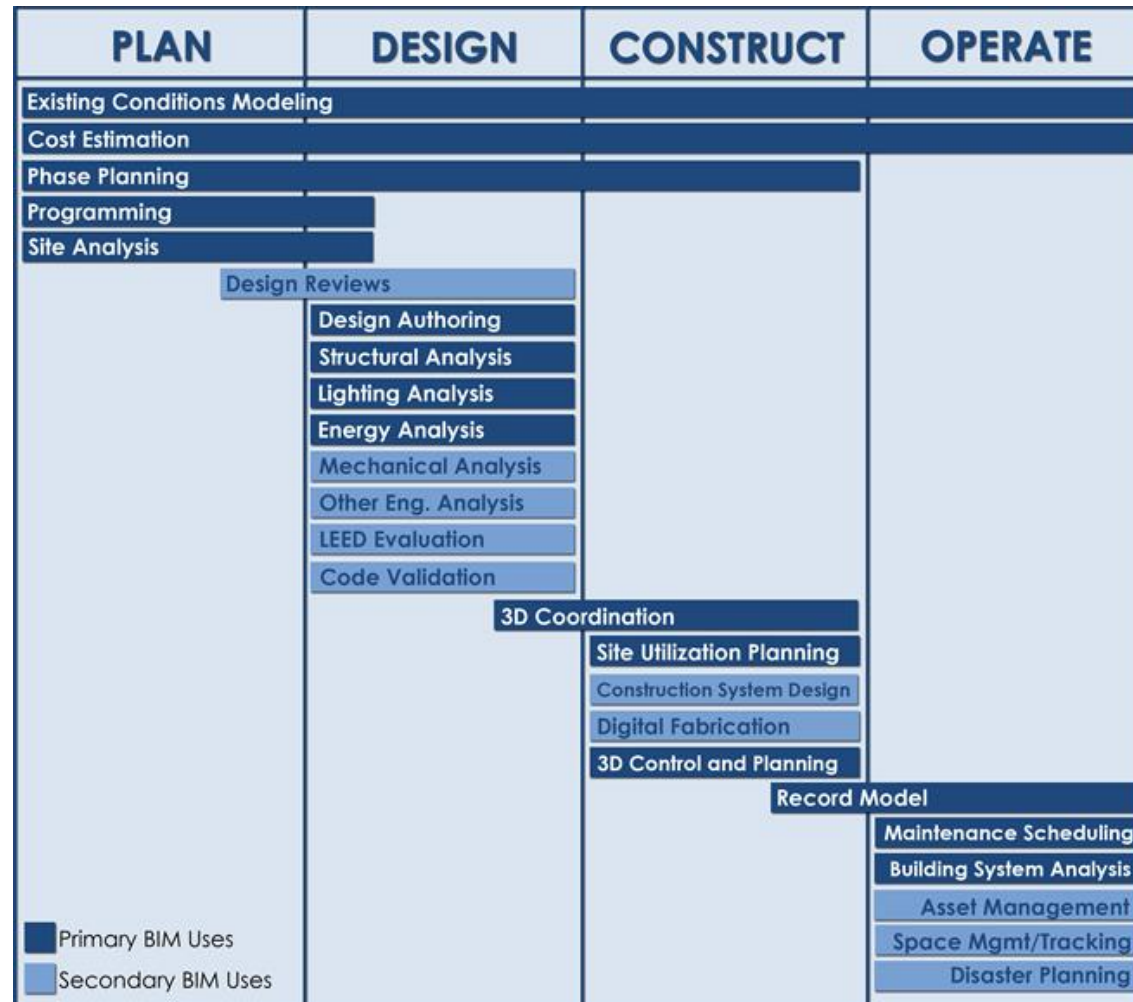 PLAN DESIGN CONSTRUCT OPERATE
Existing Conditions Modeling
Cost Estimation
Phase Planning
Programming
Site Analysis
Design Reviews
Design Authoring
Structural Analysis
Lighting Analysis
Energy Analysis
Mechanical Analysis
Other Eng. Analysis
LEED Evaluation
Code Validation
3D Coordination
Site Utilization Planning
Construction System Design
Digital Fabrication
3D Control and Planning
Record Model
Maintenance Scheduling
Building System Analysis
Asset Management
Space Mgmt/Tracking
Disaster Planning
Primary BIM Uses
Secondary BIM Uses